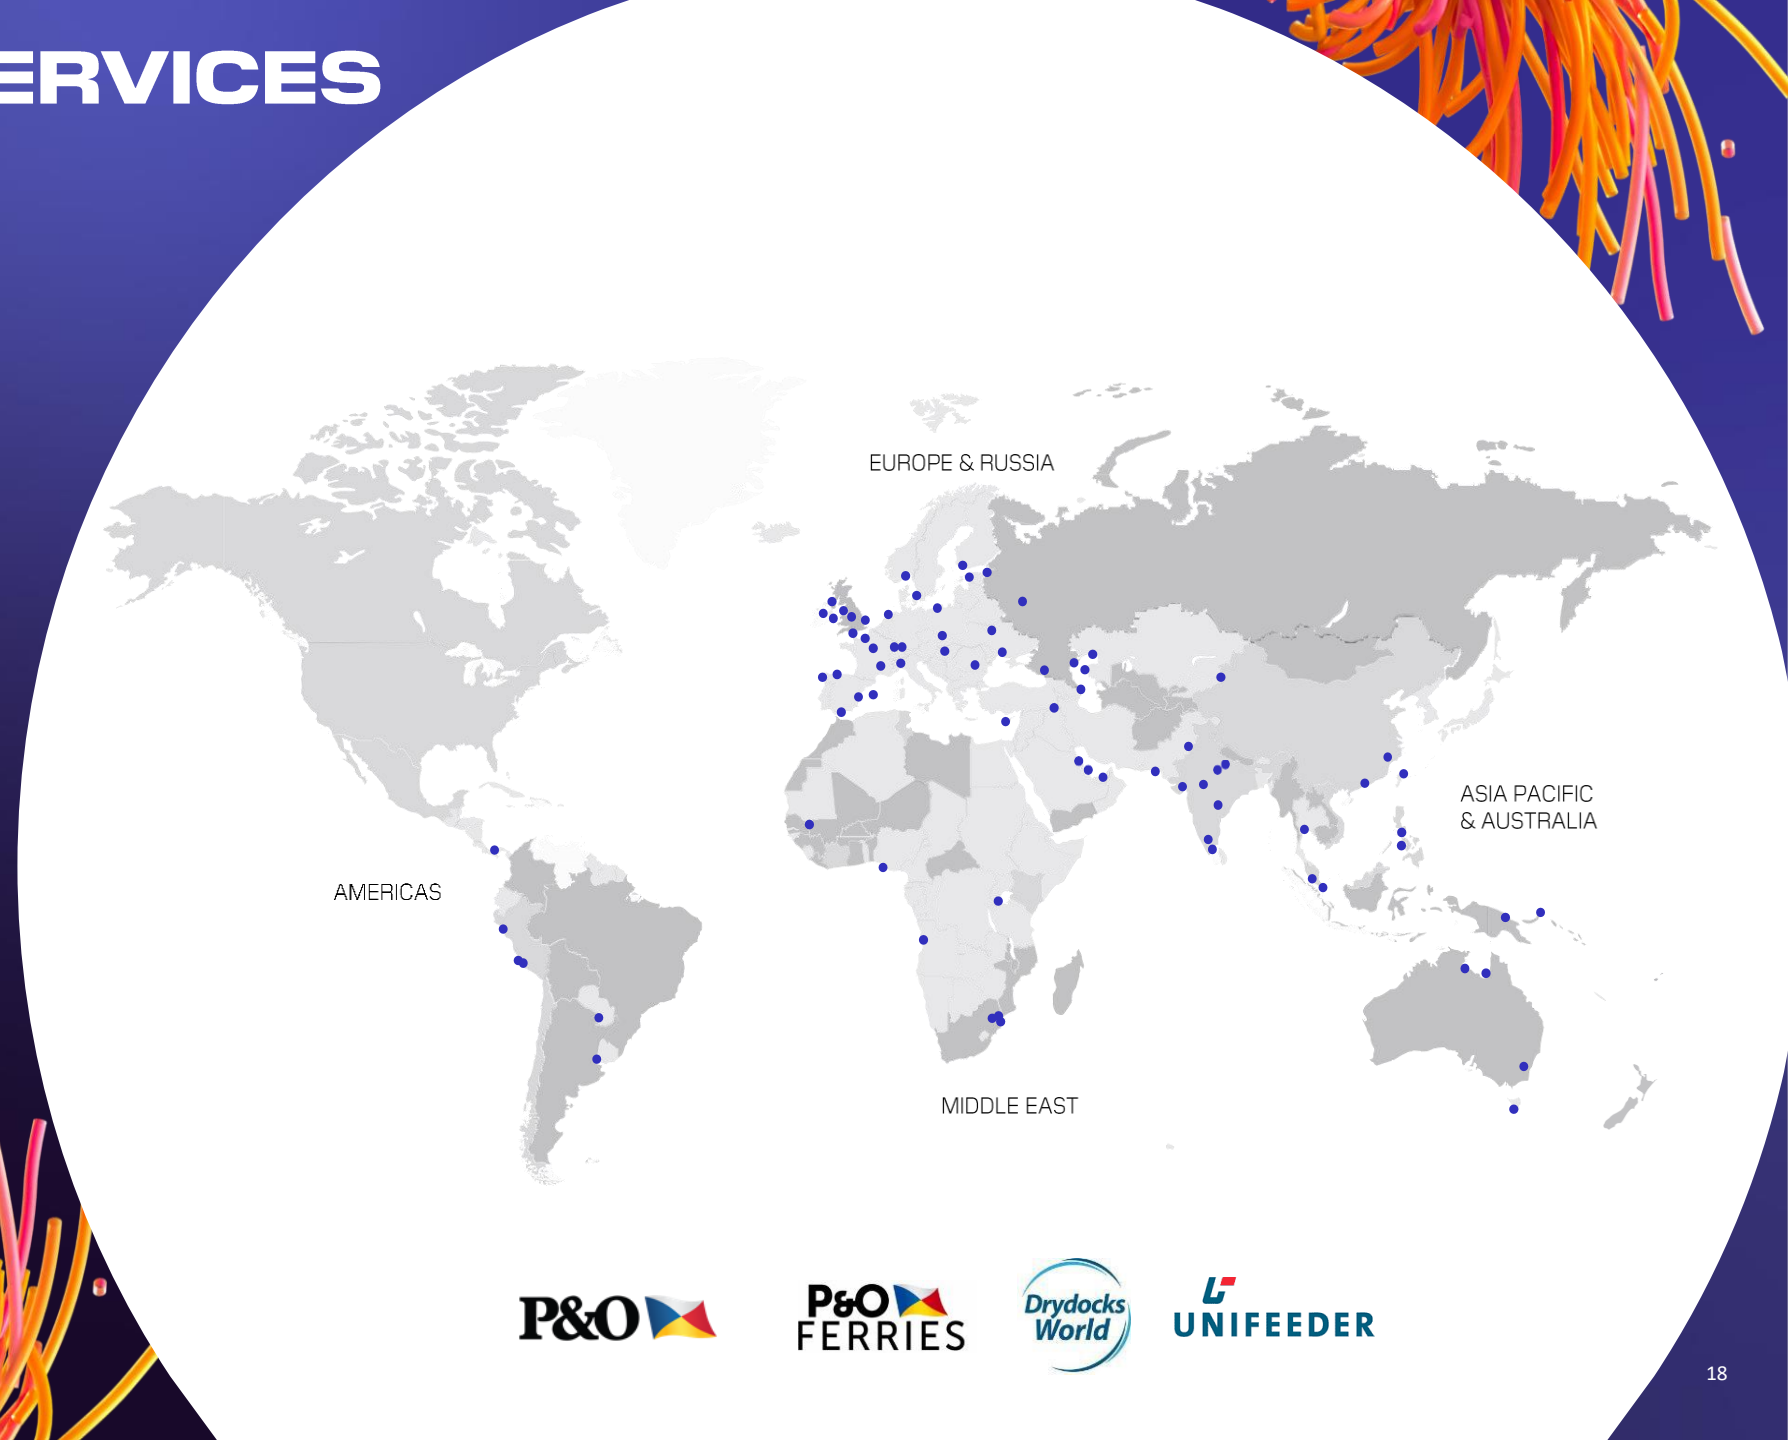 ERVICES
EUROPE & RUSSIA
ASIA PACIFIC
& AUSTRALIA
AMERICAS
MIDDLE EAST
P&O
P&O
FERRIES
Drydocks
World
UNIFEEDER
18